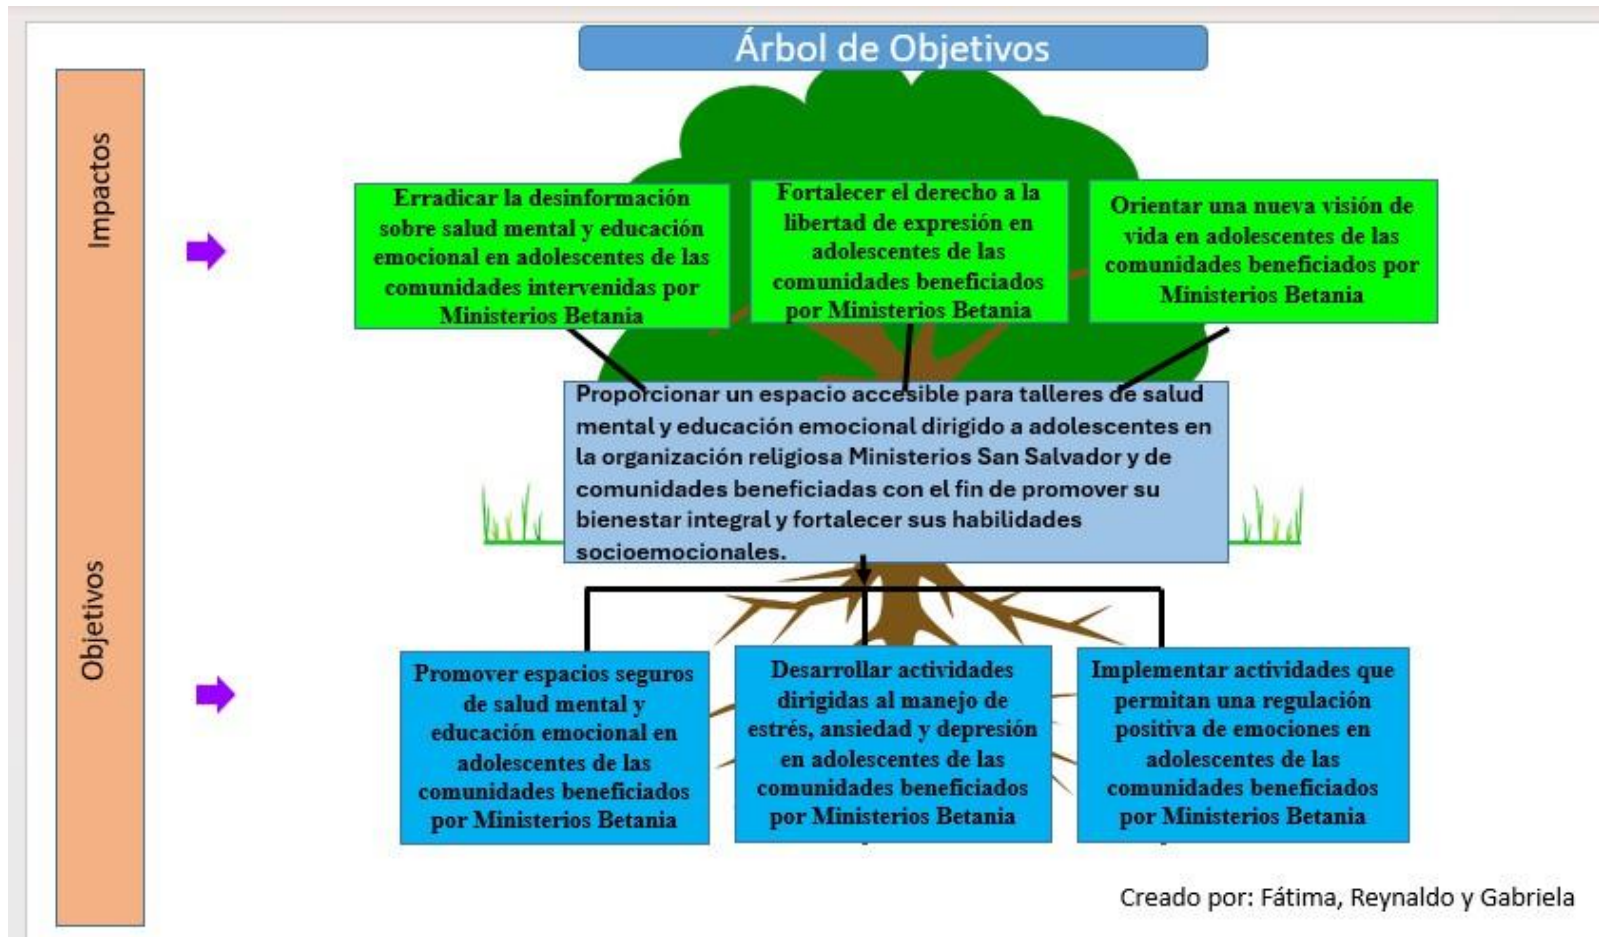 Árbol de Objetivos
Impactos
Erradicar la desinformación
sobre salud mental y educación
emocional en adolescentes de las
comunidades intervenidas por
Ministerios Betania
Fortalecer el derecho a la
libertad de expresión en
adolescentes de las
comunidades beneficiados
por Ministerios Betania
Orientar una nueva visión de
vida en adolescentes de las
comunidades beneficiados por
Ministerios Betania
Proporcionar un espacio accesible para talleres de salud
mental y educación emocional dirigido a adolescentes en
la organización religiosa Ministerios San Salvador y de
comunidades beneficiadas con el fin de promover su
bienestar integral y fortalecer sus habilidades
socioemocionales.
Objetivos
Promover espacios seguros
de salud mental y
educación emocional en
adolescentes de las
comunidades beneficiados
por Ministerios Betania
Desarrollar actividades
dirigidas al manejo de
estrés, ansiedad y depresión
en adolescentes de las
comunidades beneficiados
por Ministerios Betania
Implementar actividades que
permitan una regulación
positiva de emociones en
adolescentes de las
comunidades beneficiados
por Ministerios Betania
Creado por: Fátima, Reynaldo y Gabriela